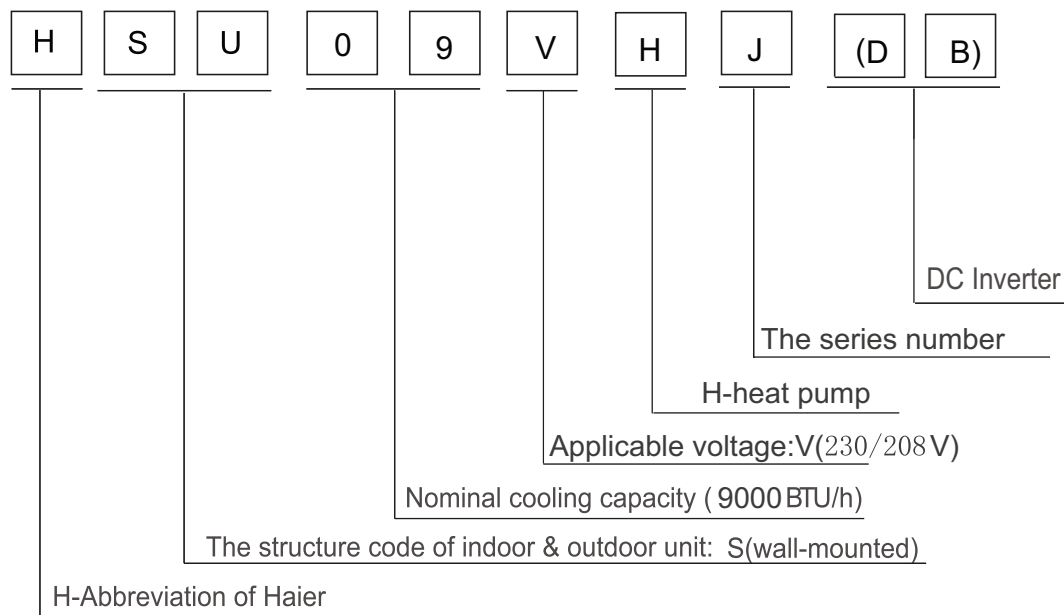 H S U 0 9 V H J (D B)
DC Inverter
The series number
H-heat pump
Applicable voltage:V(230/208V)
Nominal cooling capacity ( 9000BTU/h)
The structure code of indoor & outdoor unit: S(wall-mounted)
H-Abbreviation of Haier